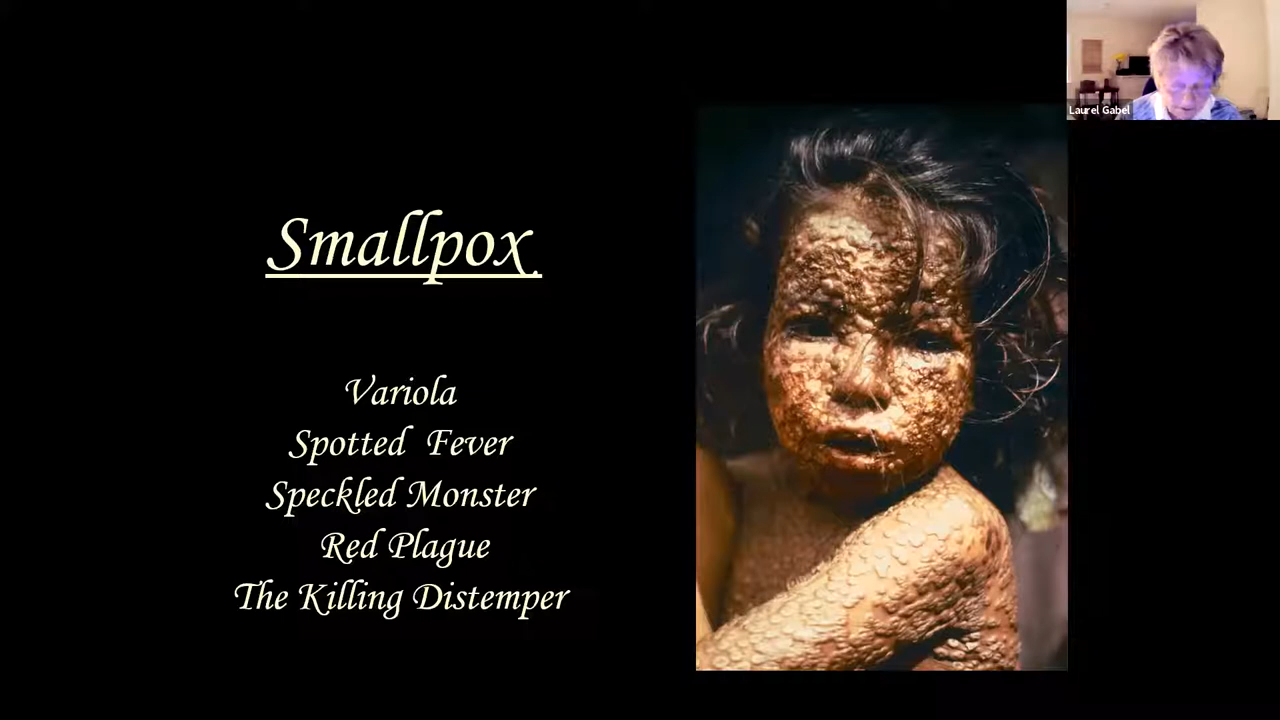 Laurel Gabel
Smallpox
Variola
Spotted Fever
Speckled Monster
Red Plague
The Killing Distemper